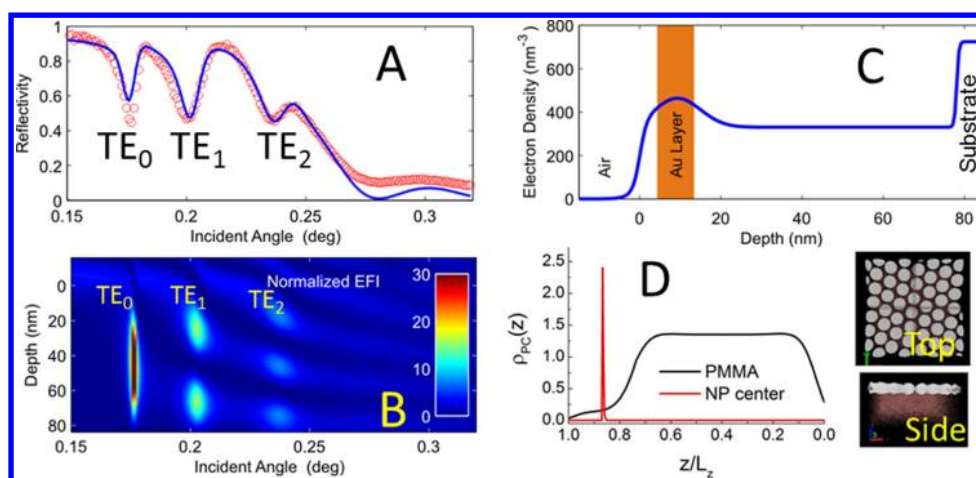 A
Reflectivity
1
0.8
0.6
0.4
0.2
0
TE0
TE1
TE2
0.15
0.2
0.25
0.3
Incident Angle (deg)
C
Electron Density (nm-3)
800
600
400
200
0
Air
Au Layer
Substrate
0
20
40
60
80
Depth (nm)
B
Normalized EFI
TE0
TE1
TE2
30
20
10
0
Depth (nm)
0
20
40
60
80
0.15
0.2
0.25
0.3
Incident Angle (deg)
D
ρPC(z)
2.5
2.0
1.5
1.0
0.5
0.0
PMMA
NP center
1.0
0.8
0.6
0.4
0.2
0.0
z/Lz
Top
Side